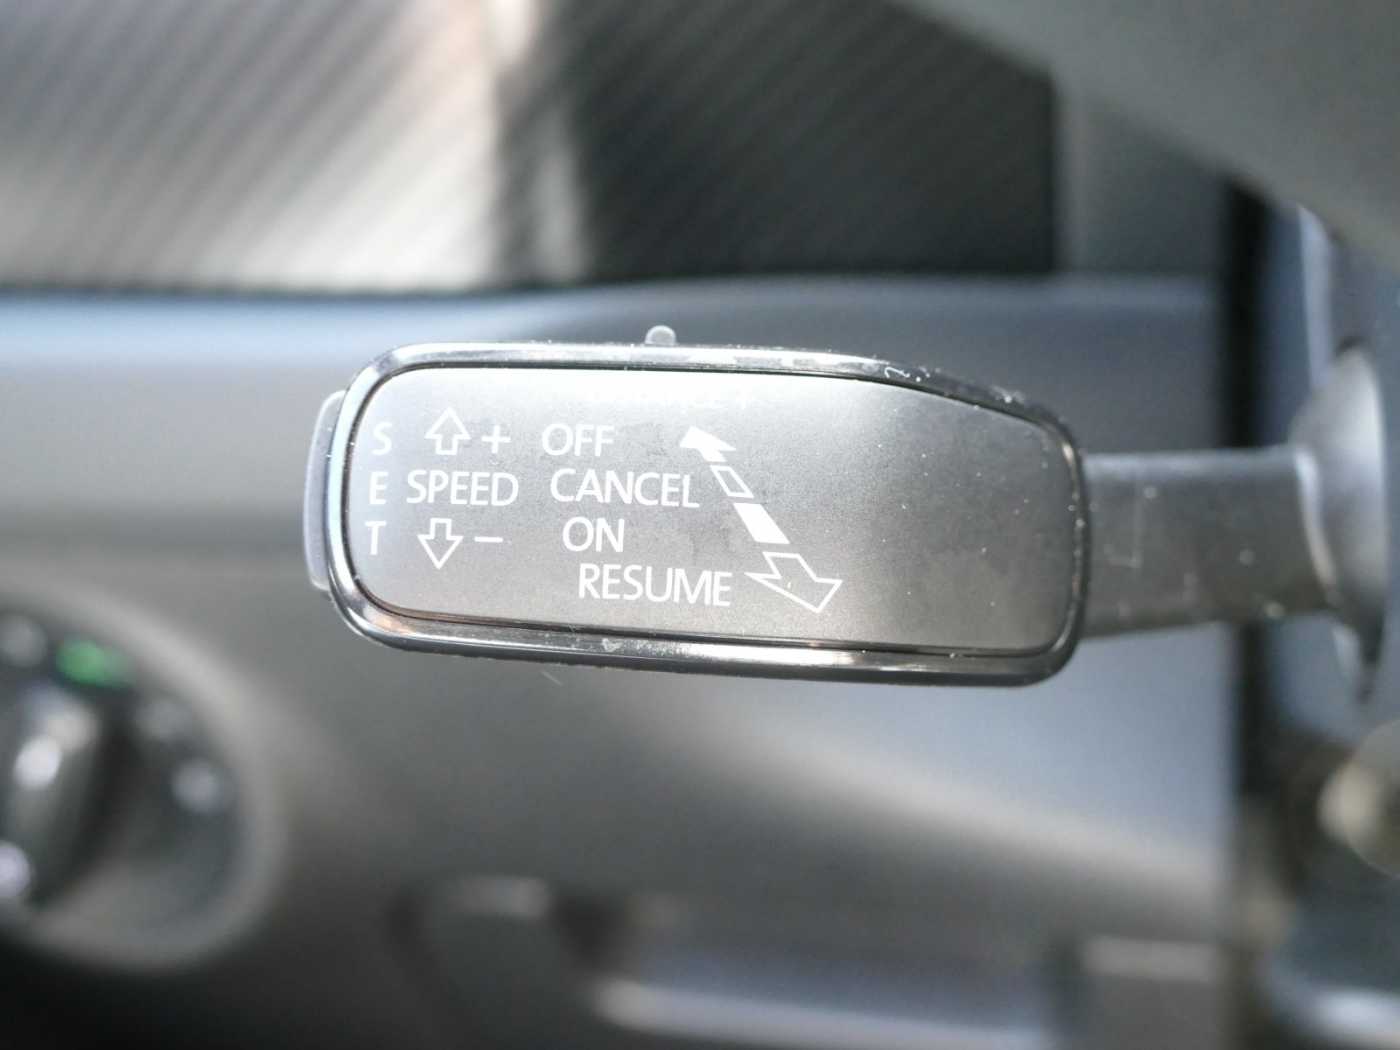 S + OFF
E SPEED CANCEL
T - ON
RESUME